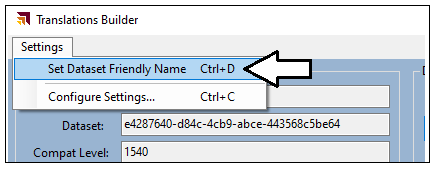 Translations Builder
Settings
Set Dataset Friendly Name Ctrl+D
Configure Settings... Ctrl+C
Dataset: e4287640-d84c-4cb9-abce-443568c5be64
Compat Level: 1540